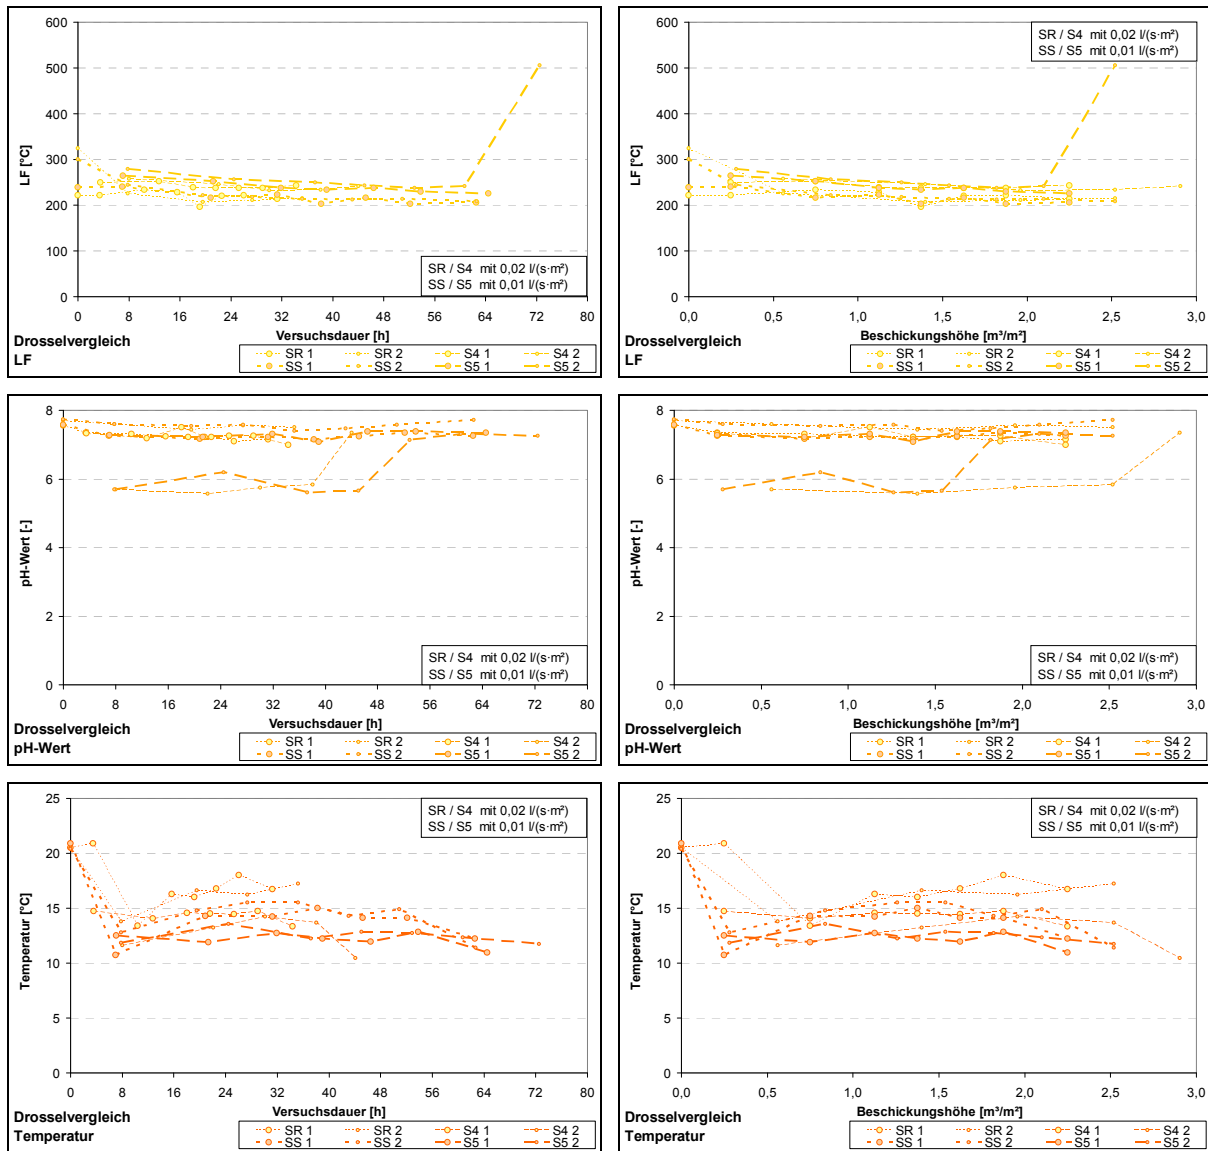 600
500
400
300
200
100
0
LF [°C]
0 8 16 24 32 40 48 56 64 72 80
Versuchsdauer [h]
SR / S4 mit 0,02 l/(s·m²)
SS / S5 mit 0,01 l/(s·m²)
Drosselvergleich
LF
SR 1 SR 2 S4 1 S4 2
SS 1 SS 2 S5 1 S5 2
600
500
400
300
200
100
0
LF [°C]
0,0 0,5 1,0 1,5 2,0 2,5 3,0
Beschickungshöhe [m³/m²]
SR / S4 mit 0,02 l/(s·m²)
SS / S5 mit 0,01 l/(s·m²)
Drosselvergleich
LF
SR 1 SR 2 S4 1 S4 2
SS 1 SS 2 S5 1 S5 2
8
6
4
2
0
pH-Wert [-]
0 8 16 24 32 40 48 56 64 72 80
Versuchsdauer [h]
SR / S4 mit 0,02 l/(s·m²)
SS / S5 mit 0,01 l/(s·m²)
Drosselvergleich
pH-Wert
SR 1 SR 2 S4 1 S4 2
SS 1 SS 2 S5 1 S5 2
8
6
4
2
0
pH-Wert [-]
0,0 0,5 1,0 1,5 2,0 2,5 3,0
Beschickungshöhe [m³/m²]
SR / S4 mit 0,02 l/(s·m²)
SS / S5 mit 0,01 l/(s·m²)
Drosselvergleich
pH-Wert
SR 1 SR 2 S4 1 S4 2
SS 1 SS 2 S5 1 S5 2
25
20
15
10
5
0
Temperatur [°C]
0 8 16 24 32 40 48 56 64 72 80
Versuchsdauer [h]
SR / S4 mit 0,02 l/(s·m²)
SS / S5 mit 0,01 l/(s·m²)
Drosselvergleich
Temperatur
SR 1 SR 2 S4 1 S4 2
SS 1 SS 2 S5 1 S5 2
25
20
15
10
5
0
Temperatur [°C]
0,0 0,5 1,0 1,5 2,0 2,5 3,0
Beschickungshöhe [m³/m²]
SR / S4 mit 0,02 l/(s·m²)
SS / S5 mit 0,01 l/(s·m²)
Drosselvergleich
Temperatur
SR 1 SR 2 S4 1 S4 2
SS 1 SS 2 S5 1 S5 2